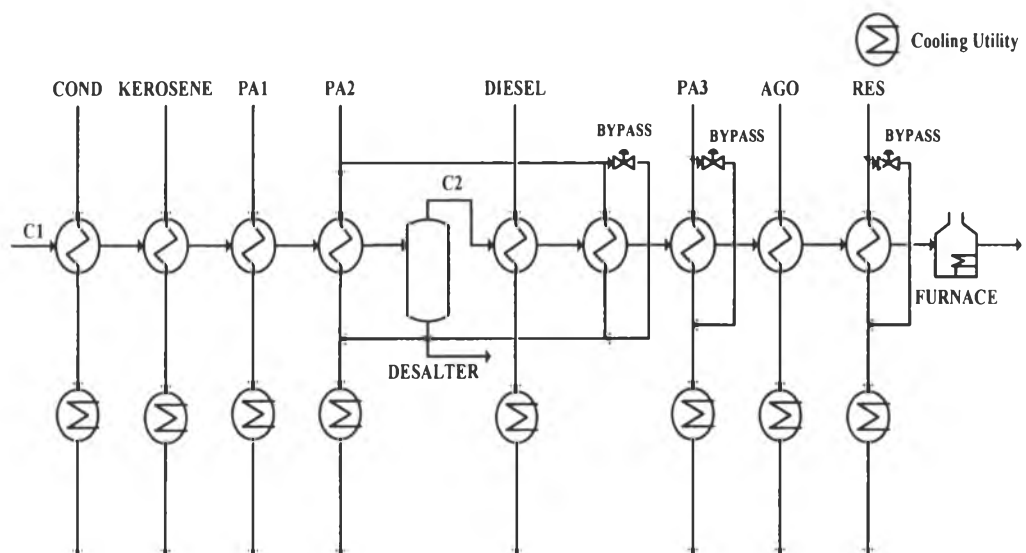 Cooling Utility
COND KEROSENE PA1 PA2 DIESEL PA3 AGO RES
BYPASS BYPASS BYPASS
C2
C1
FURNACE
DESALTER